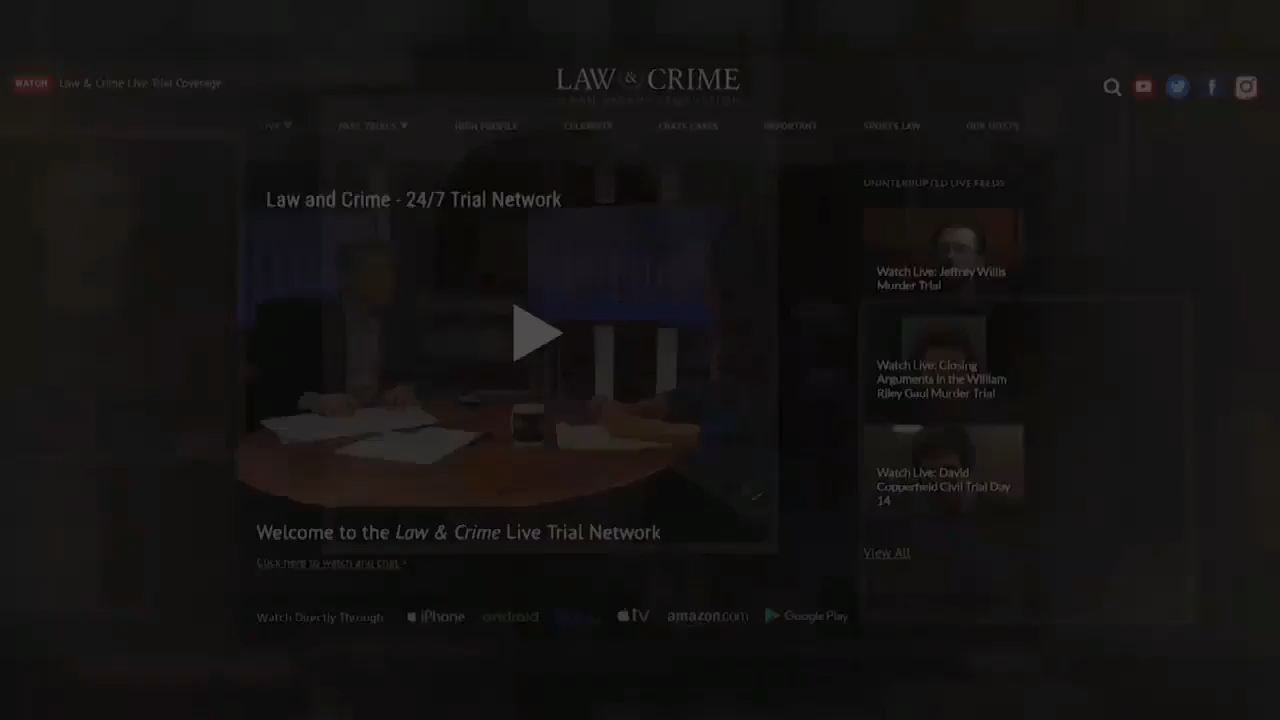 WATCH Law & Crime Live Trial Coverage
LAW & CRIME
LIVE
PAST TRIALS
HIGH PROFILE
CELEBRITY
CRAZY CASES
IMPORTANT
SPORTS LAW
OUR HOSTS
Law and Crime - 24/7 Trial Network
UNINTERRUPTED LIVE FEEDS
Watch Live: Jeffrey Willis
Murder Trial
Watch Live: Closing
Arguments in the William
Riley Gaul Murder Trial
Watch Live: David
Copperfield Civil Trial Day
14
View All
Welcome to the Law & Crime Live Trial Network
Click here to watch and chat
Watch Directly Through
iPhone
android
tv
amazon.com
Google Play